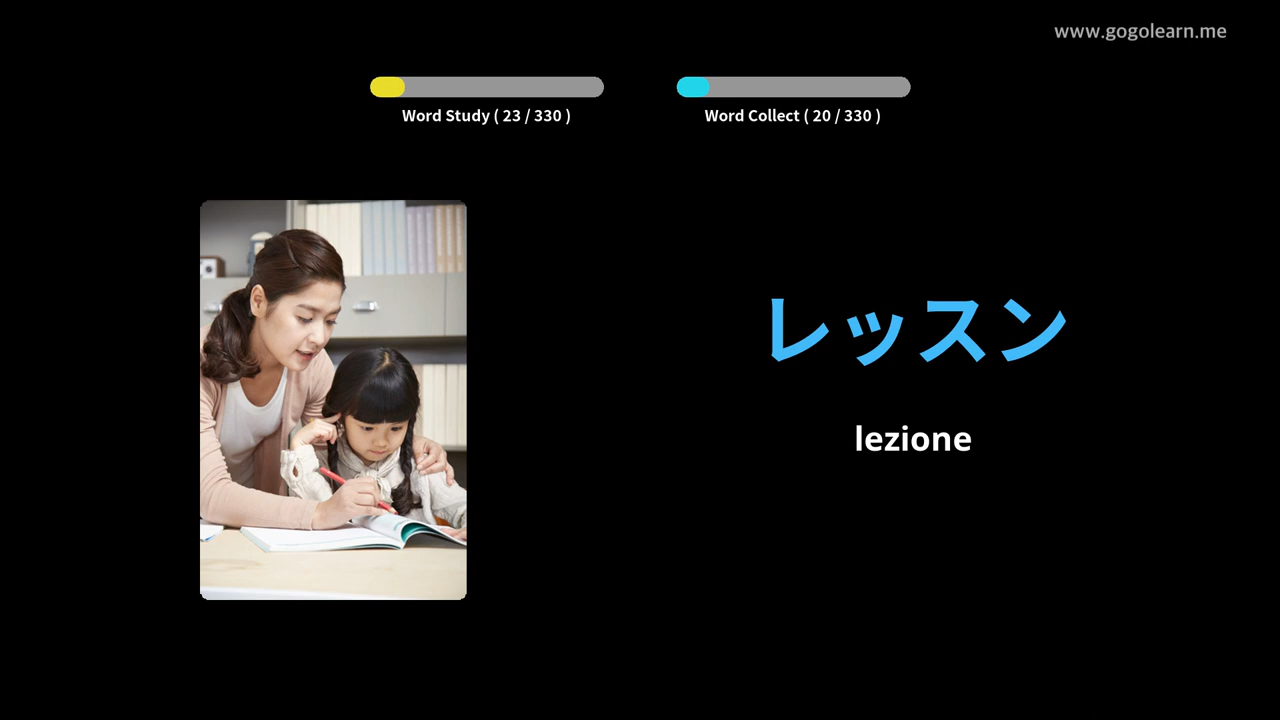 www.gogolearn.me
Word Study ( 23 / 330 )
Word Collect ( 20 / 330 )
レッスン
lezione